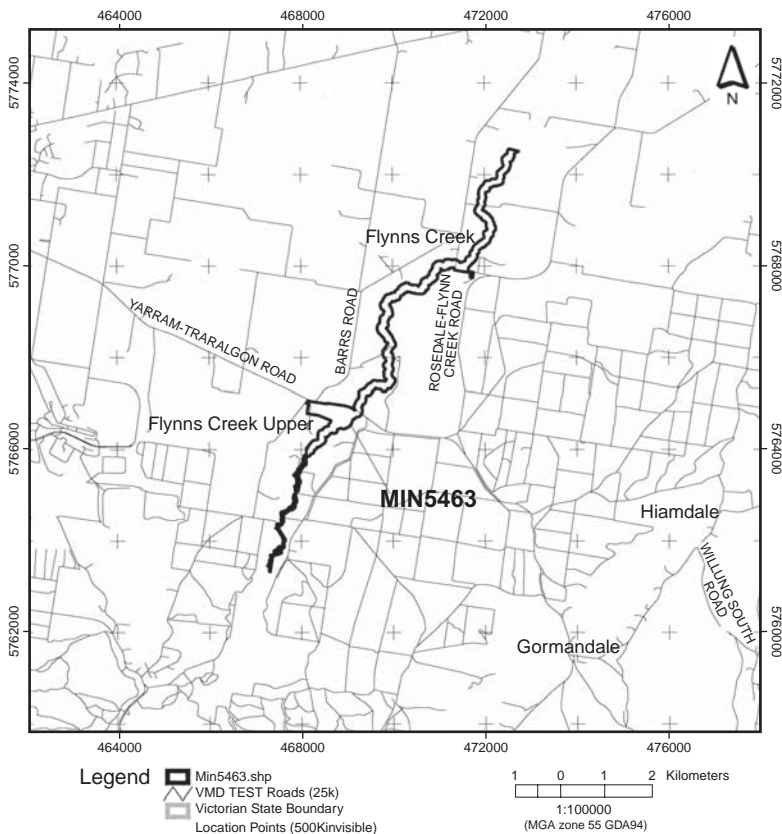 464000 468000 472000 476000
5774000
5772000
N
Flynns Creek
5770000
5768000
YARRAM-TRARALGON ROAD
BARRS ROAD
ROSEDALE-FLYNN
CREEK ROAD
Flynns Creek Upper
5766000
5764000
MIN5463
Hiamdale
WILLUNG SOUTH
ROAD
5762000
5760000
Gormandale
464000 468000 472000 476000
Legend
Min5463.shp
VMD TEST Roads (25k)
Victorian State Boundary
Location Points (500Kinvisible)
1 0 1 2 Kilometers
1:100000
(MGA zone 55 GDA94)